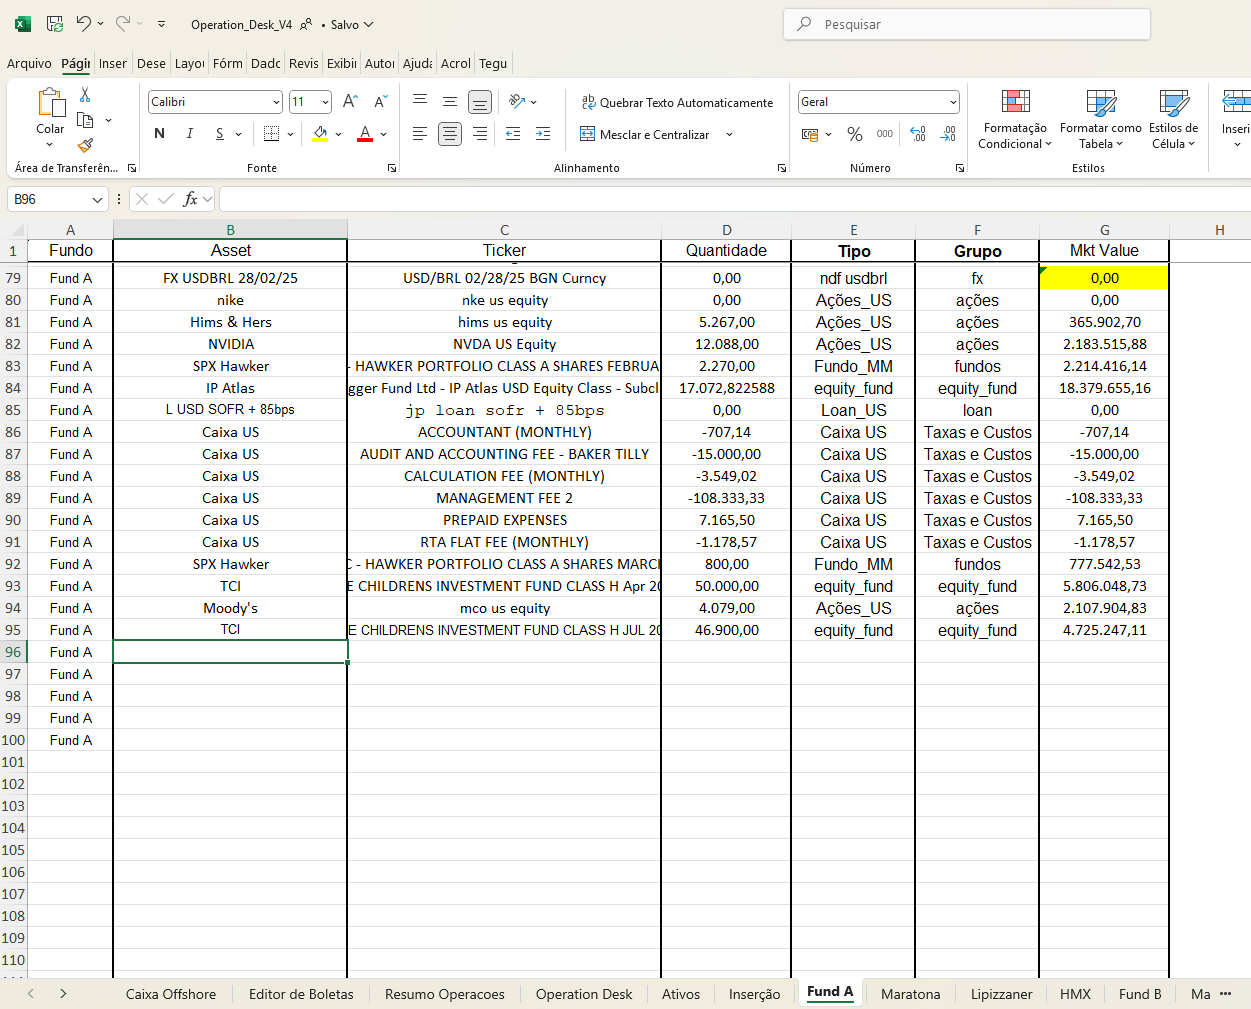 Operation_Desk_V4 • Salvo
Pesquisar
Arquivo Págir Inser Dese Layou Fórm Dado Revis Exibir Autor Ajuda Acrol Tegu
Colar
Área de Transferên...
Calibri 11
N I S A
Fonte
Quebrar Texto Automaticamente
Mesclar e Centralizar
Alinhamento
Geral
% 000
Número
Formatação Condicional
Formatar como Tabela
Estilos de Célula
Estilos
Inseri
B96 fx
A B C D E F G H
1 Fundo Asset Ticker Quantidade Tipo Grupo Mkt Value
79 Fund A FX USDBRL 28/02/25 USD/BRL 02/28/25 BGN Curncy 0,00 ndf usdbrl fx 0,00
80 Fund A nike nke us equity 0,00 Ações_US ações 0,00
81 Fund A Hims & Hers hims us equity 5.267,00 Ações_US ações 365.902,70
82 Fund A NVIDIA NVDA US Equity 12.088,00 Ações_US ações 2.183.515,88
83 Fund A SPX Hawker - HAWKER PORTFOLIO CLASS A SHARES FEBRUA 2.270,00 Fundo_MM fundos 2.214.416,14
84 Fund A IP Atlas gger Fund Ltd - IP Atlas USD Equity Class - Subcl 17.072,822588 equity_fund equity_fund 18.379.655,16
85 Fund A L USD SOFR + 85bps jp loan sofr + 85bps 0,00 Loan_US loan 0,00
86 Fund A Caixa US ACCOUNTANT (MONTHLY) -707,14 Caixa US Taxas e Custos -707,14
87 Fund A Caixa US AUDIT AND ACCOUNTING FEE - BAKER TILLY -15.000,00 Caixa US Taxas e Custos -15.000,00
88 Fund A Caixa US CALCULATION FEE (MONTHLY) -3.549,02 Caixa US Taxas e Custos -3.549,02
89 Fund A Caixa US MANAGEMENT FEE 2 -108.333,33 Caixa US Taxas e Custos -108.333,33
90 Fund A Caixa US PREPAID EXPENSES 7.165,50 Caixa US Taxas e Custos 7.165,50
91 Fund A Caixa US RTA FLAT FEE (MONTHLY) -1.178,57 Caixa US Taxas e Custos -1.178,57
92 Fund A SPX Hawker C - HAWKER PORTFOLIO CLASS A SHARES MARCH 800,00 Fundo_MM fundos 777.542,53
93 Fund A TCI E CHILDRENS INVESTMENT FUND CLASS H Apr 20 50.000,00 equity_fund equity_fund 5.806.048,73
94 Fund A Moody's mco us equity 4.079,00 Ações_US ações 2.107.904,83
95 Fund A TCI E CHILDRENS INVESTMENT FUND CLASS H JUL 20 46.900,00 equity_fund equity_fund 4.725.247,11
96 Fund A
97 Fund A
98 Fund A
99 Fund A
100 Fund A
101
102
103
104
105
106
107
108
109
110
Caixa Offshore Editor de Boletas Resumo Operacoes Operation Desk Ativos Inserção Fund A Maratona Lipizzaner HMX Fund B Ma ...